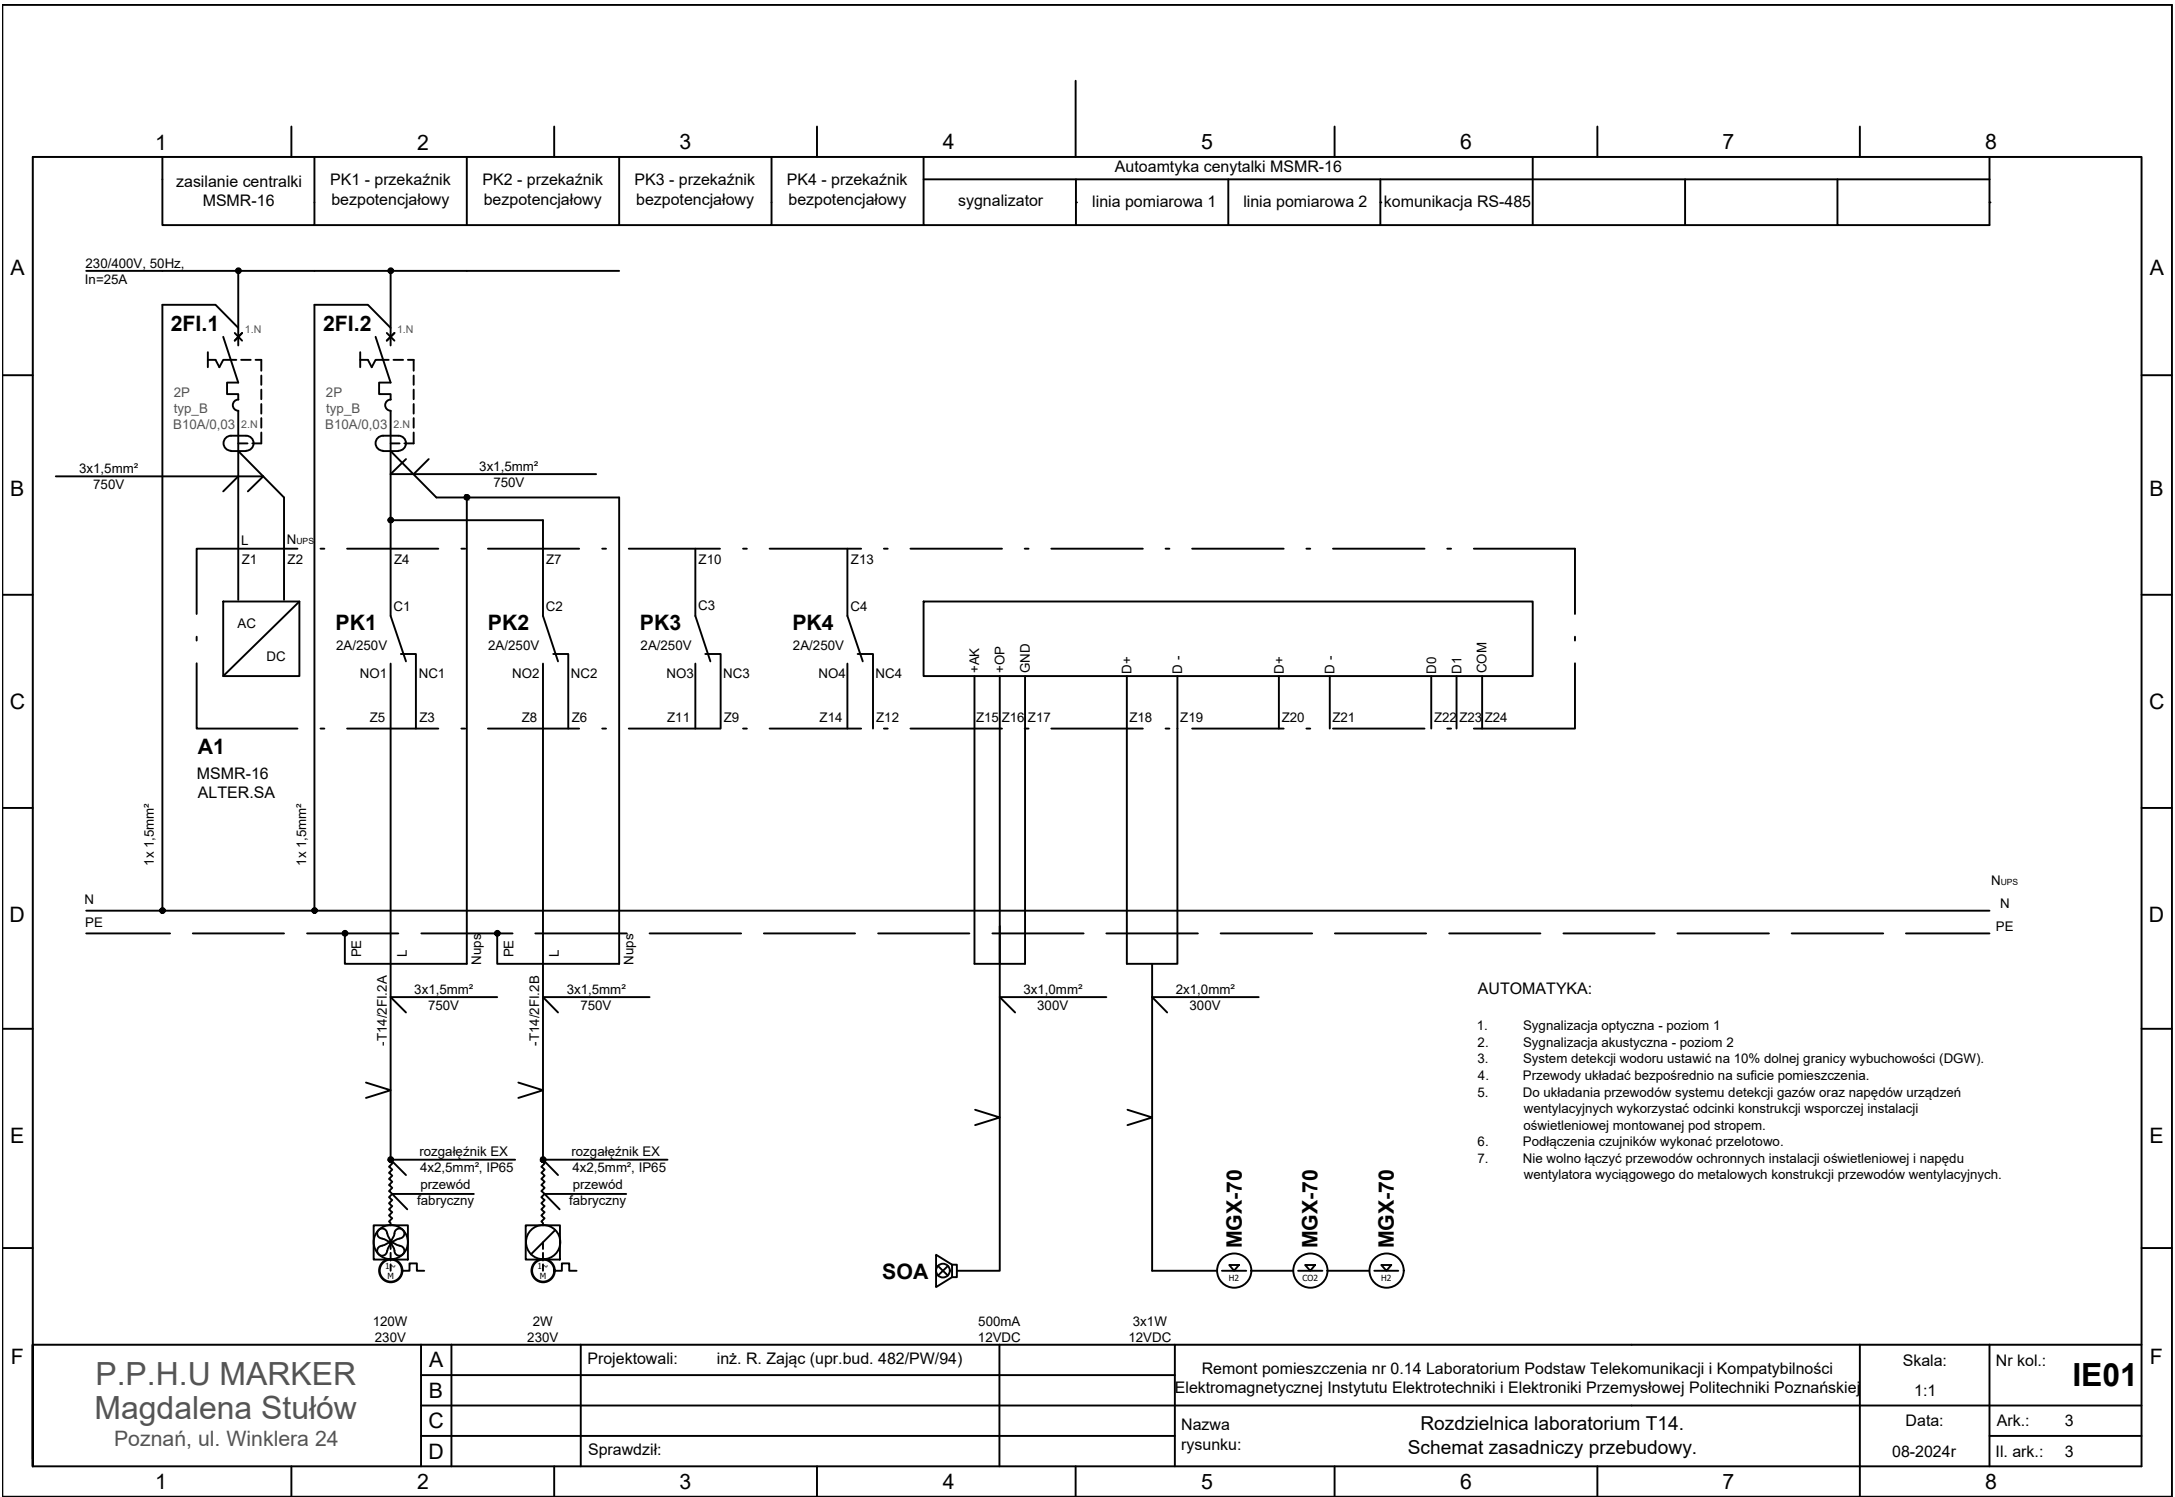 1 2 3 4 5 6 7 8
zasilanie centralki
MSMR-16
PK1 - przekaźnik
bezpotencjałowy
PK2 - przekaźnik
bezpotencjałowy
PK3 - przekaźnik
bezpotencjałowy
PK4 - przekaźnik
bezpotencjałowy
Autoamtyka cenytalki MSMR-16
sygnalizator
linia pomiarowa 1
linia pomiarowa 2
komunikacja RS-485
A A
230/400V, 50Hz,
In=25A
2FI.1 1.N
2FI.2 1.N
2P
typ_B
B10A/0,03 2.N
2P
typ_B
B10A/0,03 2.N
B B
3x1,5mm²
750V
3x1,5mm²
750V
L NUPS
Z1 Z2 Z4 Z7 Z10 Z13
AC
DC
C1 C2 C3 C4
PK1
2A/250V
PK2
2A/250V
PK3
2A/250V
PK4
2A/250V
NO1 NC1 NO2 NC2 NO3 NC3 NO4 NC4
+AK +OP GND D+ D - D+ D - D0 D1 COM
C C
Z5 Z3 Z8 Z6 Z11 Z9 Z14 Z12 Z15 Z16 Z17 Z18 Z19 Z20 Z21 Z22 Z23 Z24
A1
MSMR-16
ALTER.SA
1x 1,5mm²
1x 1,5mm²
D D
N
PE
NUPS
N
PE
PE L Nups
PE L Nups
-T14/2FI.2A
3x1,5mm²
750V
-T14/2FI.2B
3x1,5mm²
750V
3x1,0mm²
300V
2x1,0mm²
300V
AUTOMATYKA:
1. Sygnalizacja optyczna - poziom 1
2. Sygnalizacja akustyczna - poziom 2
3. System detekcji wodoru ustawić na 10% dolnej granicy wybuchowości (DGW).
4. Przewody układać bezpośrednio na suficie pomieszczenia.
5. Do układania przewodów systemu detekcji gazów oraz napędów urządzeń
wentylacyjnych wykorzystać odcinki konstrukcji wsporczej instalacji
oświetleniowej montowanej pod stropem.
6. Podłączenia czujników wykonać przelotowo.
7. Nie wolno łączyć przewodów ochronnych instalacji oświetleniowej i napędu
wentylatora wyciągowego do metalowych konstrukcji przewodów wentylacyjnych.
E E
rozgałęźnik EX
4x2,5mm², IP65
przewód
fabryczny
rozgałęźnik EX
4x2,5mm², IP65
przewód
fabryczny
1~
M
1~
M
SOA
MGX-70
MGX-70
MGX-70
H2 CO2 H2
120W
230V
2W
230V
500mA
12VDC
3x1W
12VDC
F F
P.P.H.U MARKER
Magdalena Stułów
Poznań, ul. Winklera 24
A
B
C
D
Projektowali: inż. R. Zając (upr.bud. 482/PW/94)
Sprawdził:
Remont pomieszczenia nr 0.14 Laboratorium Podstaw Telekomunikacji i Kompatybilności
Elektromagnetycznej Instytutu Elektrotechniki i Elektroniki Przemysłowej Politechniki Poznańskiej
Nazwa
rysunku:
Rozdzielnica laboratorium T14.
Schemat zasadniczy przebudowy.
Skala:
1:1
Data:
08-2024r
Nr kol.: IE01
Ark.: 3
Il. ark.: 3
1 2 3 4 5 6 7 8